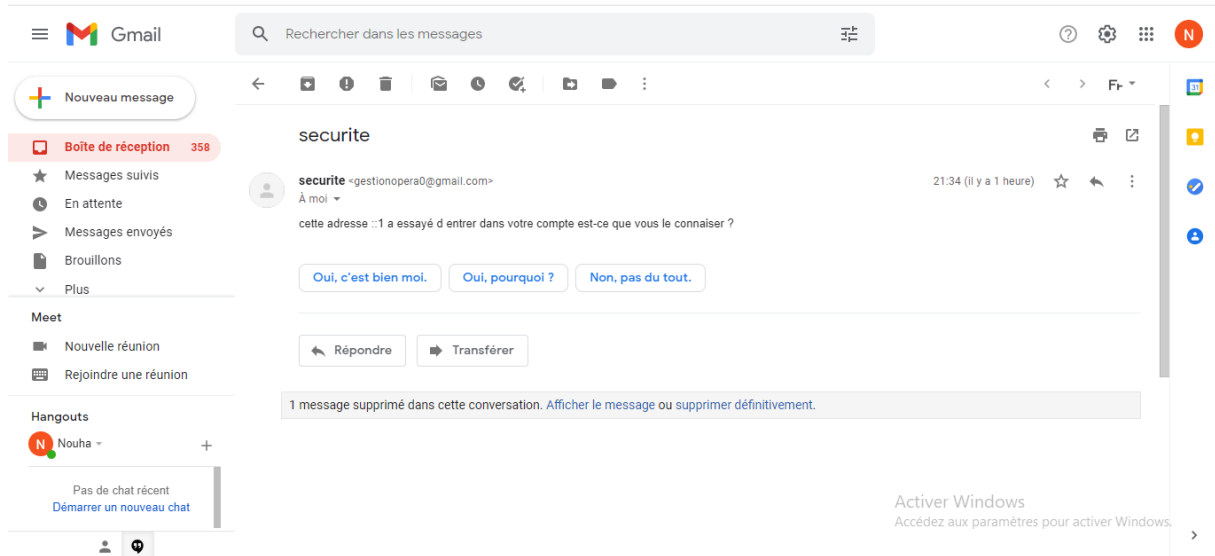 Gmail
Rechercher dans les messages
N
Nouveau message
31
Boîte de réception 358
securite
Messages suivis
securite <gestionopera0@gmail.com>
21:34 (il y a 1 heure)
À moi
En attente
cette adresse ::1 a essayé d entrer dans votre compte est-ce que vous le connaiser ?
Messages envoyés
Brouillons
Oui, c'est bien moi.
Oui, pourquoi ?
Non, pas du tout.
Plus
Meet
Nouvelle réunion
Répondre
Transférer
Rejoindre une réunion
1 message supprimé dans cette conversation. Afficher le message ou supprimer définitivement.
Hangouts
N Nouha
Pas de chat récent
Démarrer un nouveau chat
Activer Windows
Accédez aux paramètres pour activer Windows.